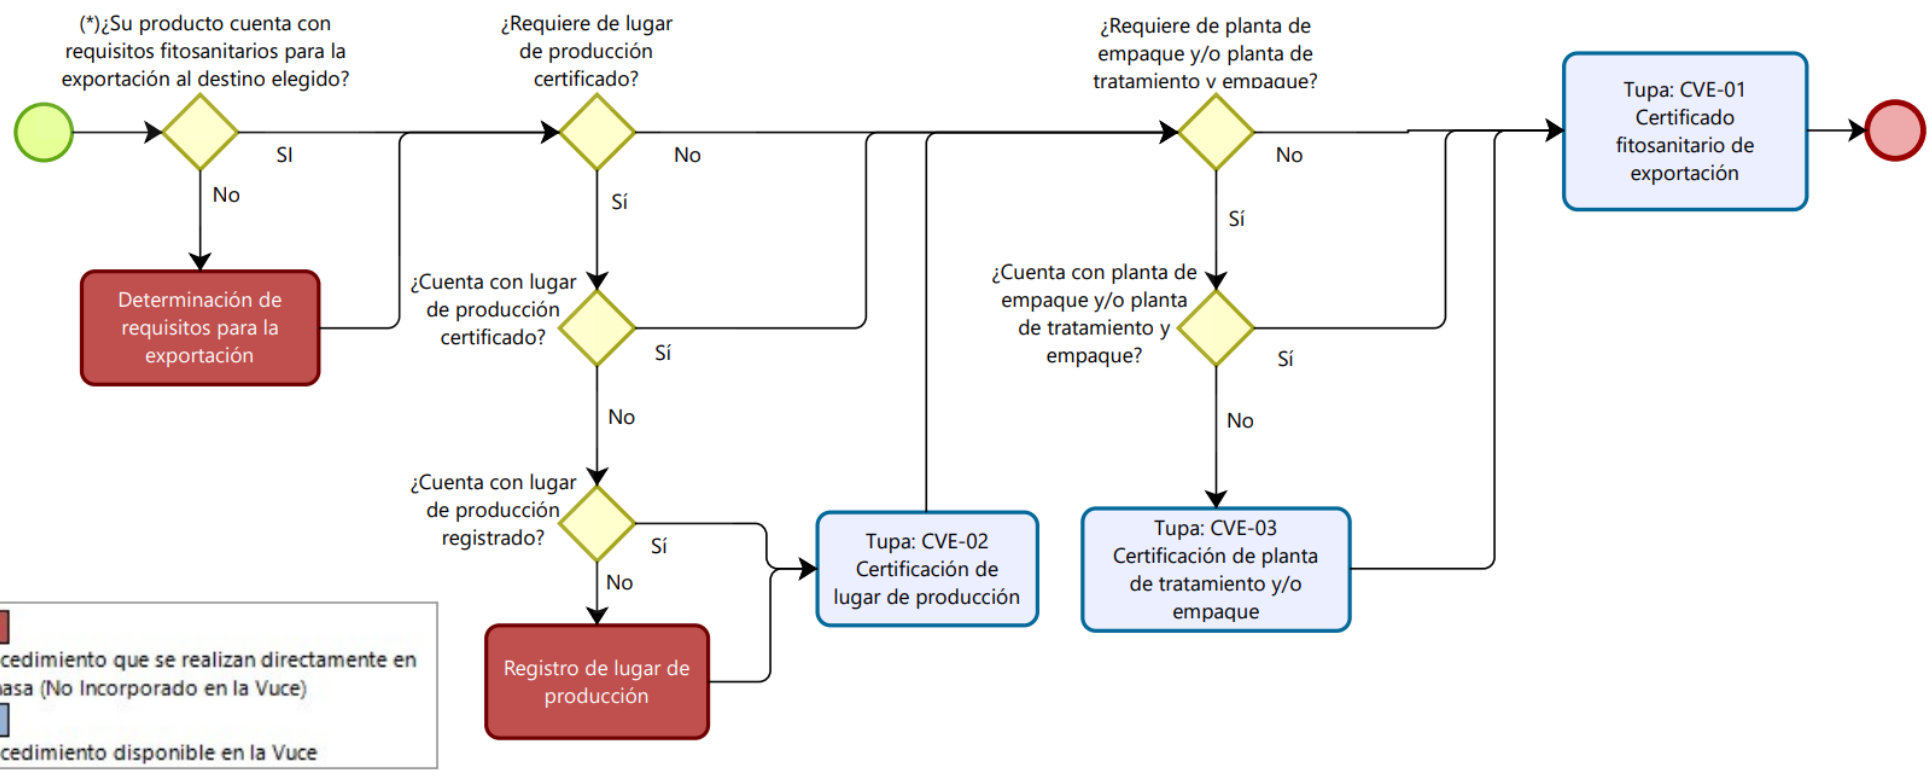 (*)¿Su producto cuenta con
requisitos fitosanitarios para la
exportación al destino elegido?
SI
No
Determinación de
requisitos para la
exportación
¿Requiere de lugar
de producción
certificado?
No
Sí
¿Cuenta con lugar
de producción
certificado?
Sí
No
¿Cuenta con lugar
de producción
registrado?
Sí
No
Registro de lugar de
producción
Tupa: CVE-02
Certificación de
lugar de producción
¿Requiere de planta de
empaque y/o planta de
tratamiento y empaque?
No
Sí
¿Cuenta con planta de
empaque y/o planta
de tratamiento y
empaque?
Sí
No
Tupa: CVE-03
Certificación de planta
de tratamiento y/o
empaque
Tupa: CVE-01
Certificado
fitosanitario de
exportación
cedimiento que se realizan directamente en
asa (No Incorporado en la Vuce)
cedimiento disponible en la Vuce